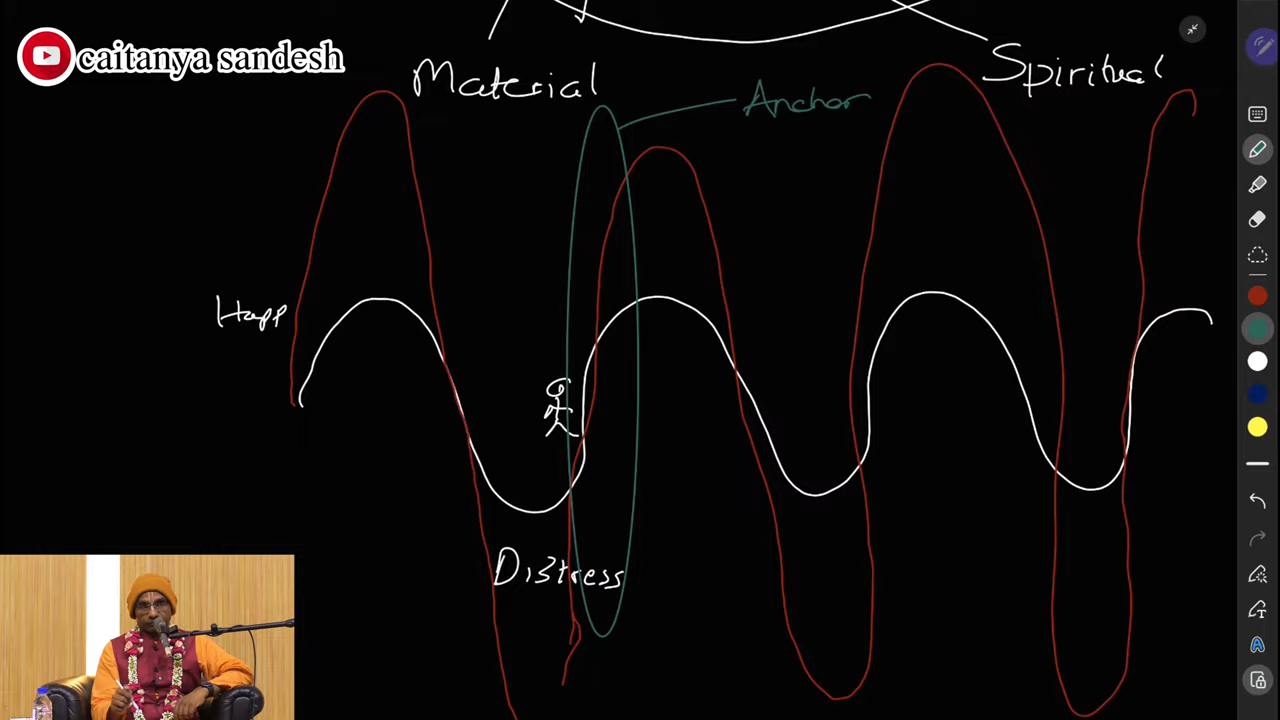 caitanya sandesh
Material
Spiritual
Anchor
Happ
Distress
A